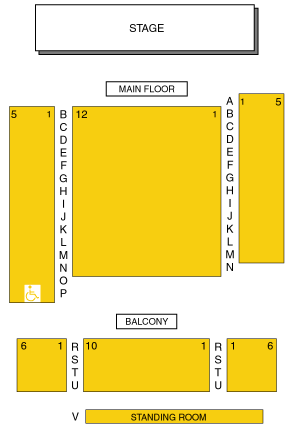 STAGE
MAIN FLOOR
5 1
B
C
D
E
F
G
H
I
J
K
L
M
N
O
P
12 1
A
B
C
D
E
F
G
H
I
J
K
L
M
N
1 5
BALCONY
6 1
R
S
T
U
10 1
R
S
T
U
1 6
V
STANDING ROOM